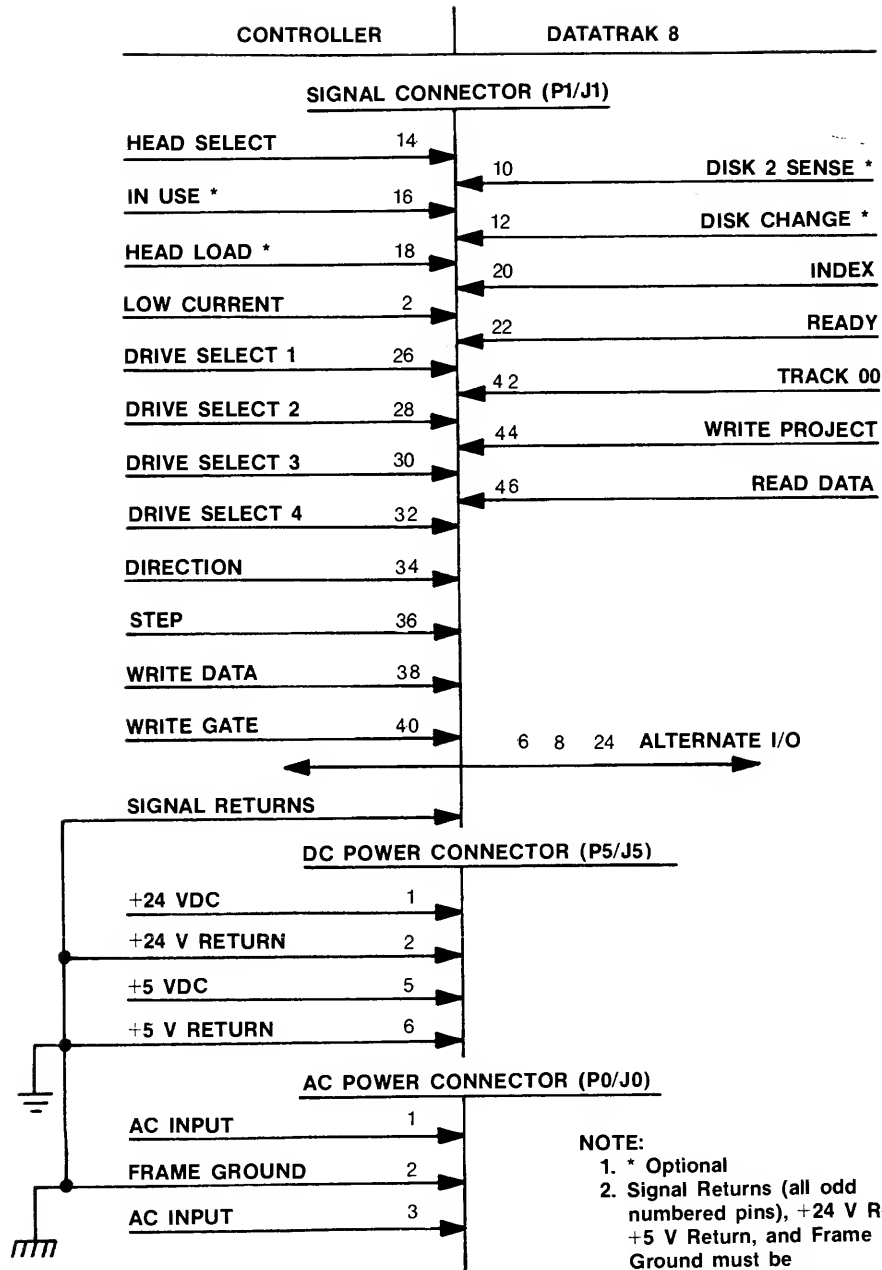 CONTROLLER DATATRAK 8
SIGNAL CONNECTOR (P1/J1)
HEAD SELECT 14
10 DISK 2 SENSE *
IN USE * 16
12 DISK CHANGE *
HEAD LOAD * 18
20 INDEX
LOW CURRENT 2
22 READY
DRIVE SELECT 1 26
42 TRACK 00
DRIVE SELECT 2 28
44 WRITE PROJECT
DRIVE SELECT 3 30
46 READ DATA
DRIVE SELECT 4 32
DIRECTION 34
STEP 36
WRITE DATA 38
WRITE GATE 40
6 8 24 ALTERNATE I/O
SIGNAL RETURNS
DC POWER CONNECTOR (P5/J5)
+24 VDC 1
+24 V RETURN 2
+5 VDC 5
+5 V RETURN 6
AC POWER CONNECTOR (P0/J0)
AC INPUT 1
FRAME GROUND 2
AC INPUT 3
NOTE:
1. * Optional
2. Signal Returns (all odd
numbered pins), +24 V R
+5 V Return, and Frame
Ground must be